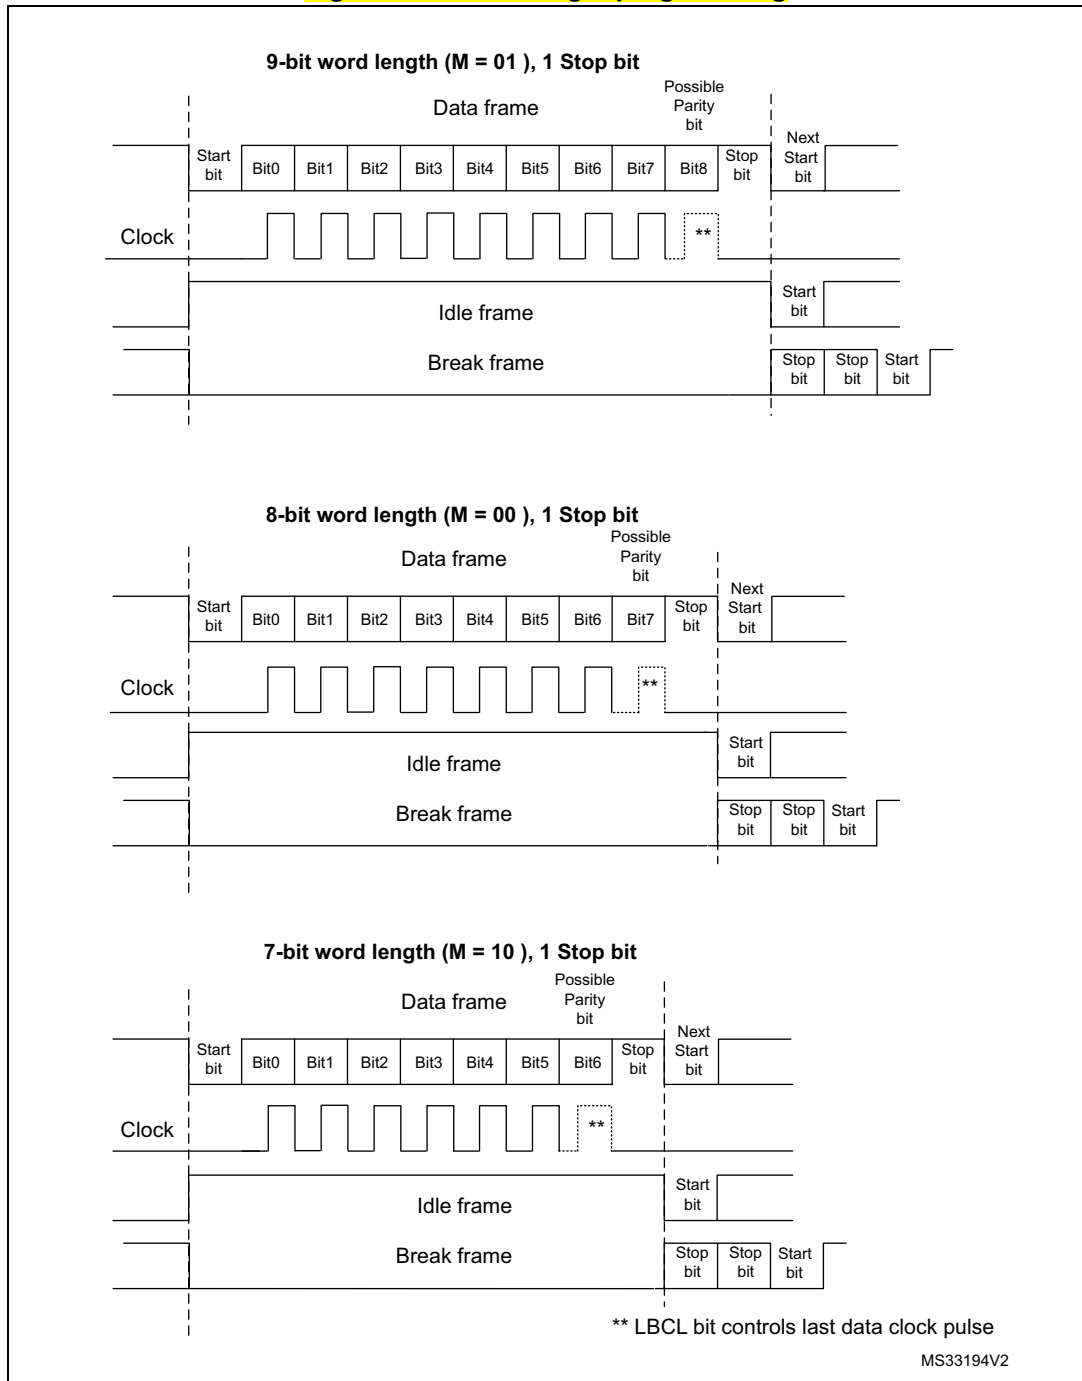 9-bit word length (M = 01 ), 1 Stop bit
Data frame
Possible
Parity
bit
Start
bit
Bit0 Bit1 Bit2 Bit3 Bit4 Bit5 Bit6 Bit7 Bit8
Stop
bit
Next
Start
bit
Clock
**
Idle frame
Start
bit
Break frame
Stop
bit
Stop
bit
Start
bit
8-bit word length (M = 00 ), 1 Stop bit
Data frame
Possible
Parity
bit
Start
bit
Bit0 Bit1 Bit2 Bit3 Bit4 Bit5 Bit6 Bit7
Stop
bit
Next
Start
bit
Clock
**
Idle frame
Start
bit
Break frame
Stop
bit
Stop
bit
Start
bit
7-bit word length (M = 10 ), 1 Stop bit
Data frame
Possible
Parity
bit
Start
bit
Bit0 Bit1 Bit2 Bit3 Bit4 Bit5 Bit6
Stop
bit
Next
Start
bit
Clock
**
Idle frame
Start
bit
Break frame
Stop
bit
Stop
bit
Start
bit
** LBCL bit controls last data clock pulse
MS33194V2